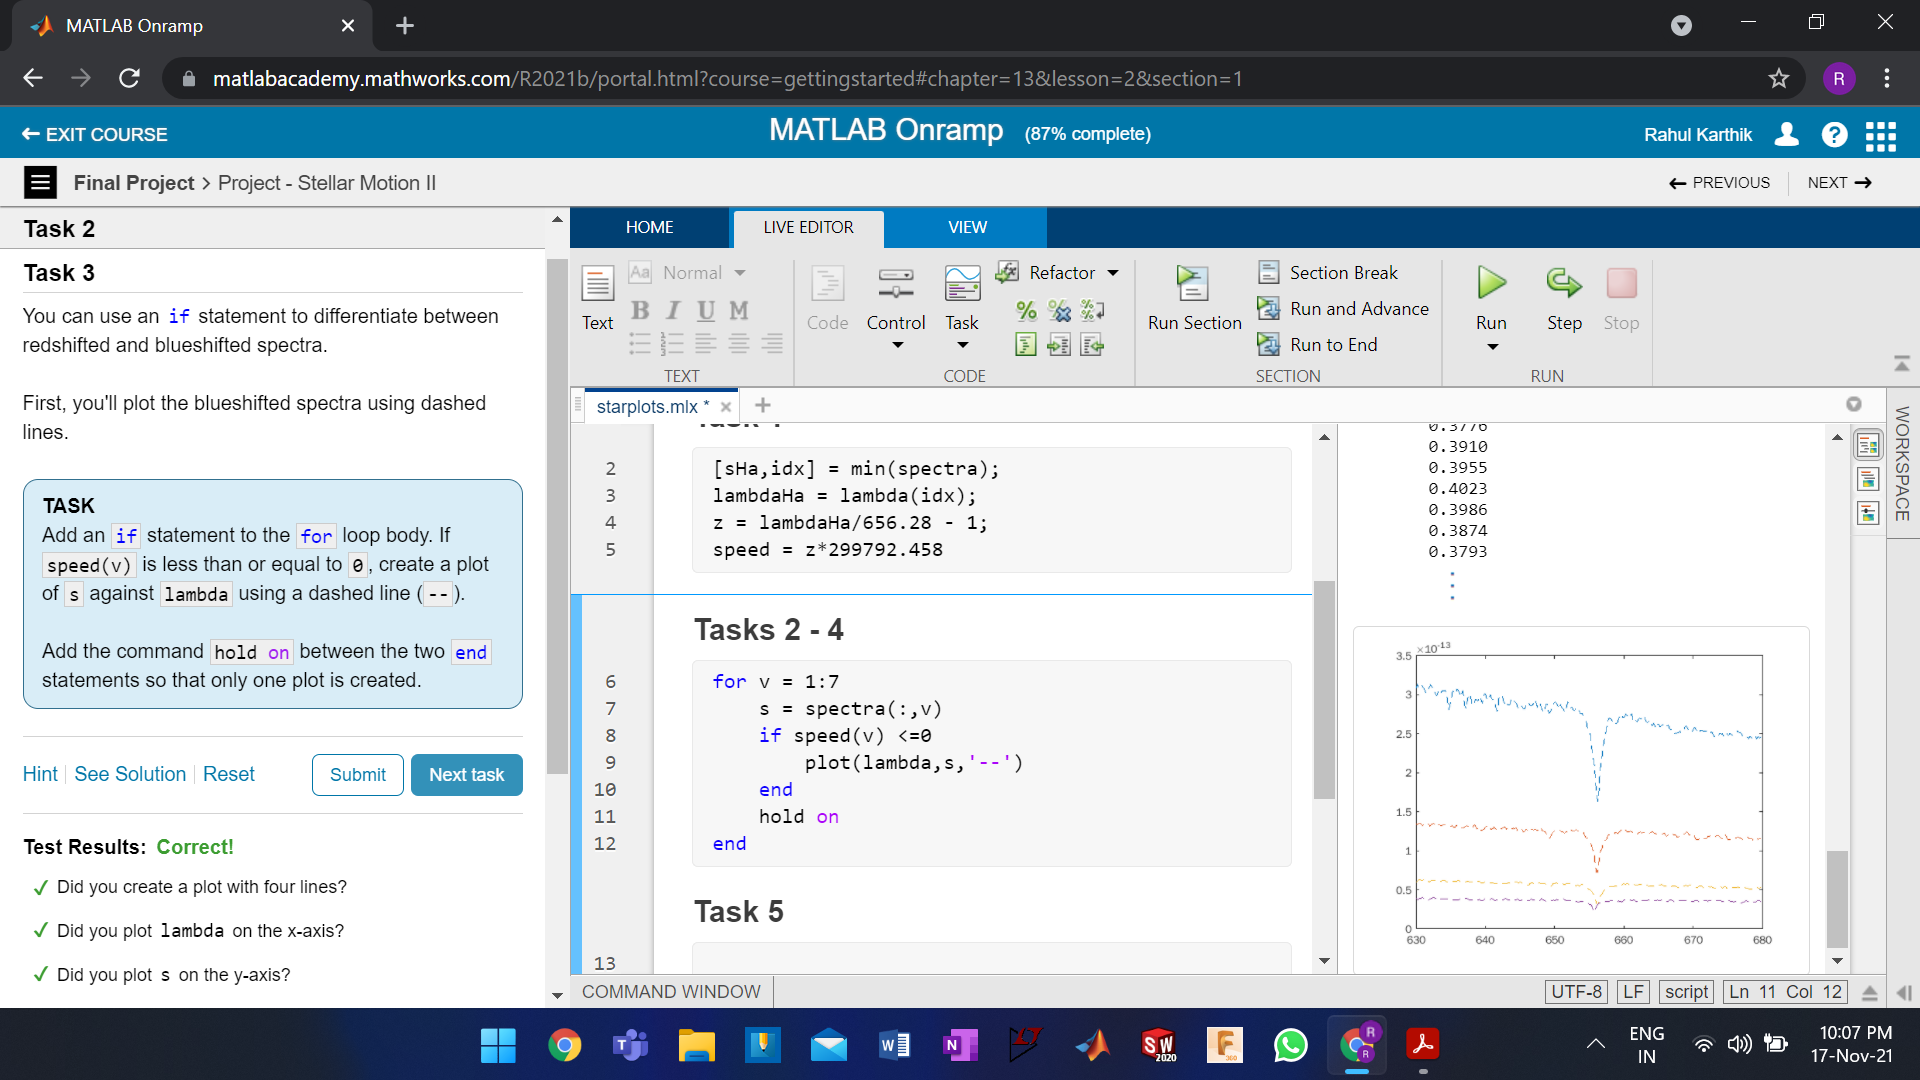 MATLAB Onramp
matlabacademy.mathworks.com/R2021b/portal.html?course=gettingstarted#chapter=13&lesson=2&section=1
R
EXIT COURSE
MATLAB Onramp (87% complete)
Rahul Karthik
?
Final Project > Project - Stellar Motion II
PREVIOUS
NEXT
Task 2
Task 3
You can use an if statement to differentiate between
redshifted and blueshifted spectra.
First, you'll plot the blueshifted spectra using dashed
lines.
TASK
Add an if statement to the for loop body. If
speed(v) is less than or equal to 0, create a plot
of s against lambda using a dashed line (--).
Add the command hold on between the two end
statements so that only one plot is created.
Hint
See Solution
Reset
Submit
Next task
Test Results: Correct!
Did you create a plot with four lines?
Did you plot lambda on the x-axis?
Did you plot s on the y-axis?
HOME
LIVE EDITOR
VIEW
Text
Aa Normal
B I U M
TEXT
Code
Control
Task
Refactor
CODE
Run Section
Section Break
Run and Advance
Run to End
SECTION
Run
Step
Stop
RUN
starplots.mlx *
2 [sHa,idx] = min(spectra);
3 lambdaHa = lambda(idx);
4 z = lambdaHa/656.28 - 1;
5 speed = z*299792.458
Tasks 2 - 4
6 for v = 1:7
7 s = spectra(:,v)
8 if speed(v) <=0
9 plot(lambda,s,'--')
10 end
11 hold on
12 end
Task 5
13
0.3776
0.3910
0.3955
0.4023
0.3986
0.3874
0.3793
×10-13
3.5
3
2.5
2
1.5
1
0.5
0
630 640 650 660 670 680
WORKSPACE
COMMAND WINDOW
UTF-8
LF
script
Ln 11 Col 12
W
N
SW
2020
F
360
R
R
ENG
IN
10:07 PM
17-Nov-21